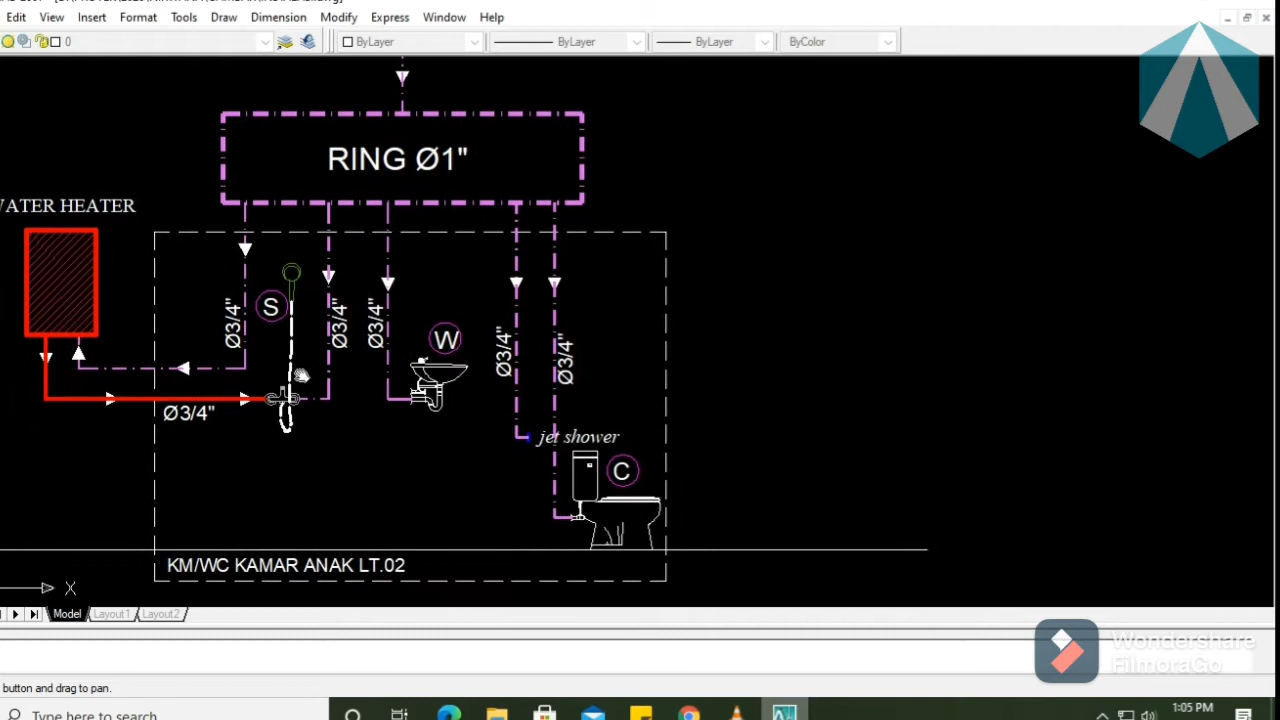 Edit View Insert Format Tools Draw Dimension Modify Express Window Help
0 ByLayer ByLayer ByLayer ByColor
RING Ø1"
WATER HEATER
S
Ø3/4"
Ø3/4"
Ø3/4"
W
Ø3/4"
Ø3/4"
Ø3/4"
jet shower
C
KM/WC KAMAR ANAK LT.02
X
Model Layout1 Layout2
Wondershare
FilmoraGo
button and drag to pan.
Type here to search
1:05 PM